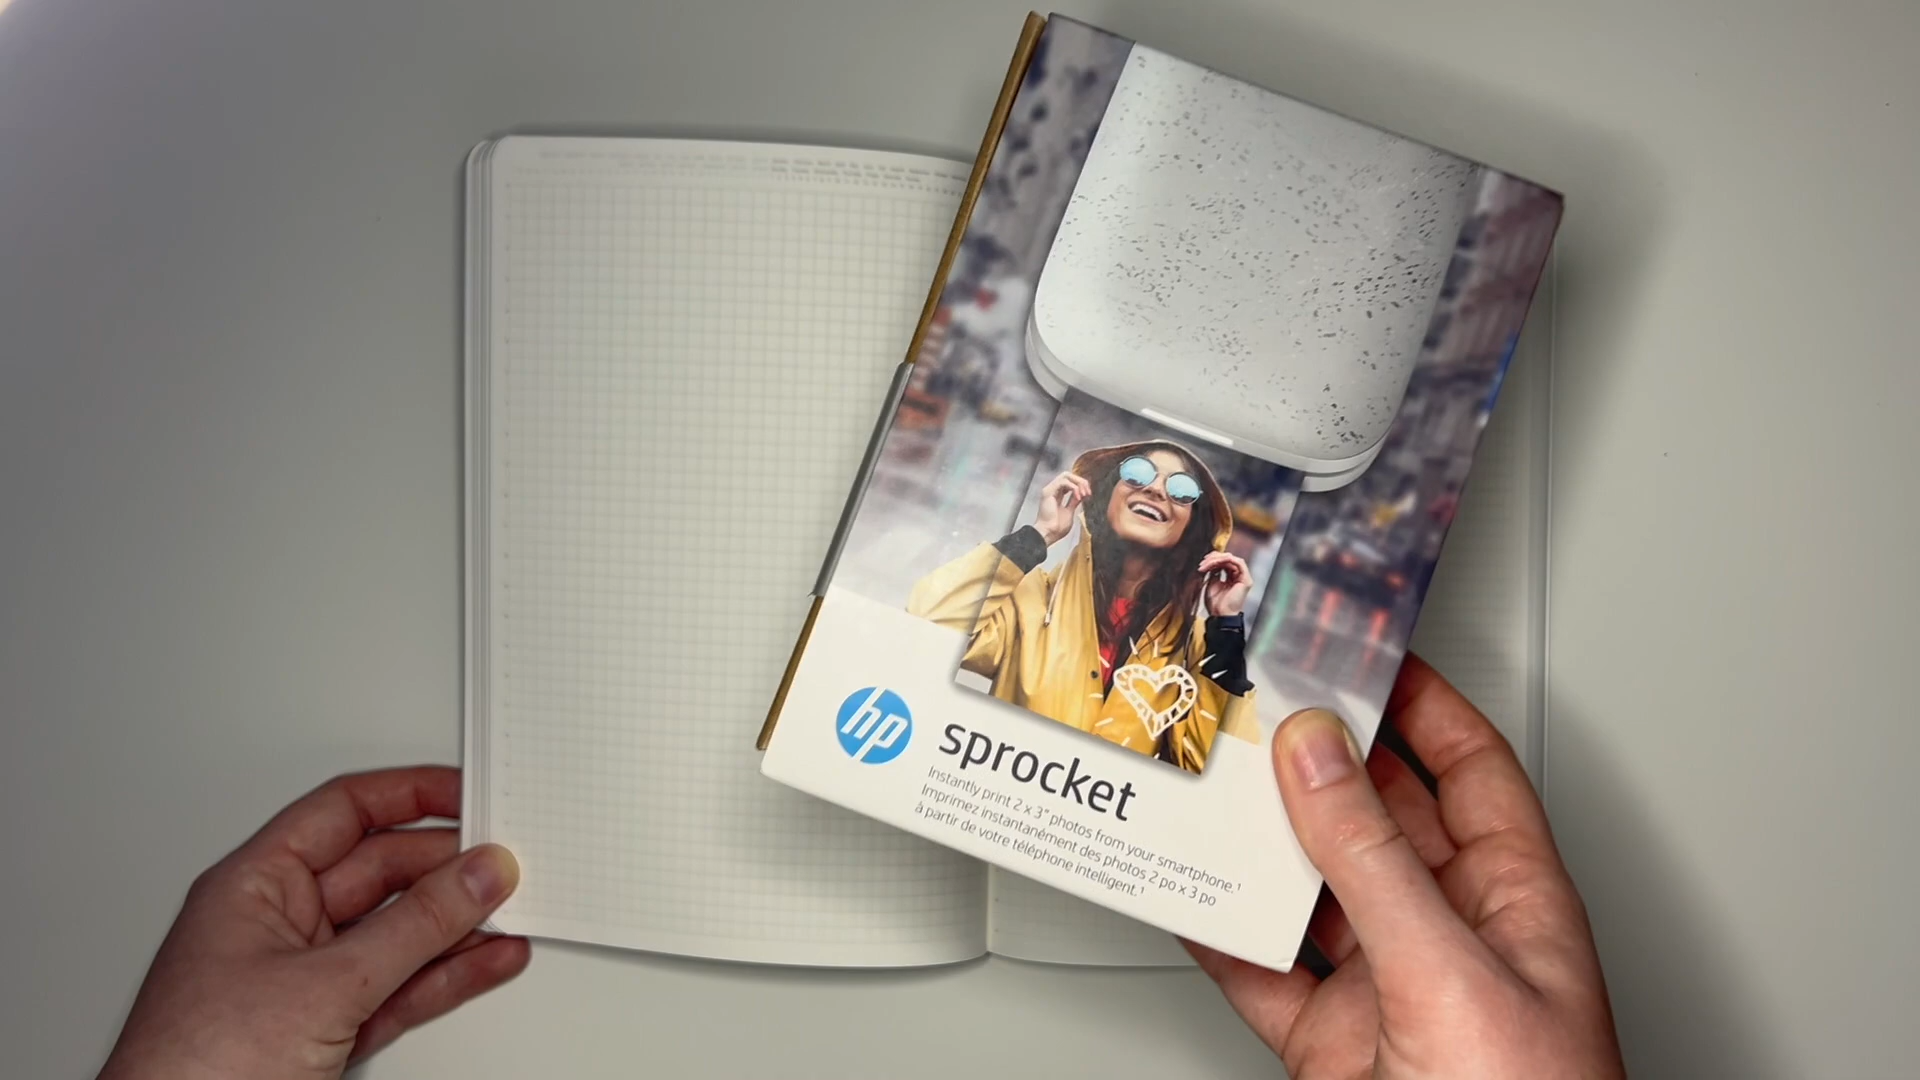 hp
sprocket
Instantly print 2 x 3" photos from your smartphone.¹
Imprimez instantanément des photos 2 po x 3 po
à partir de votre téléphone intelligent.¹